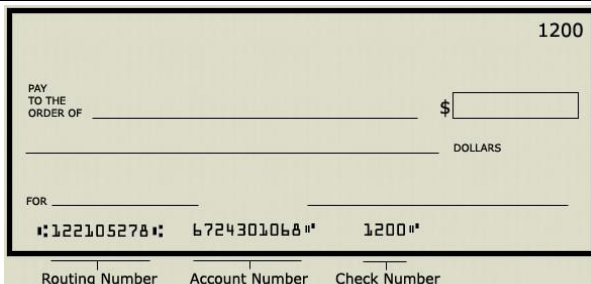 1200
PAY
TO THE
ORDER OF $
DOLLARS
FOR
⑆122105278⑆ 6724301068⑈ 1200⑈
Routing Number Account Number Check Number